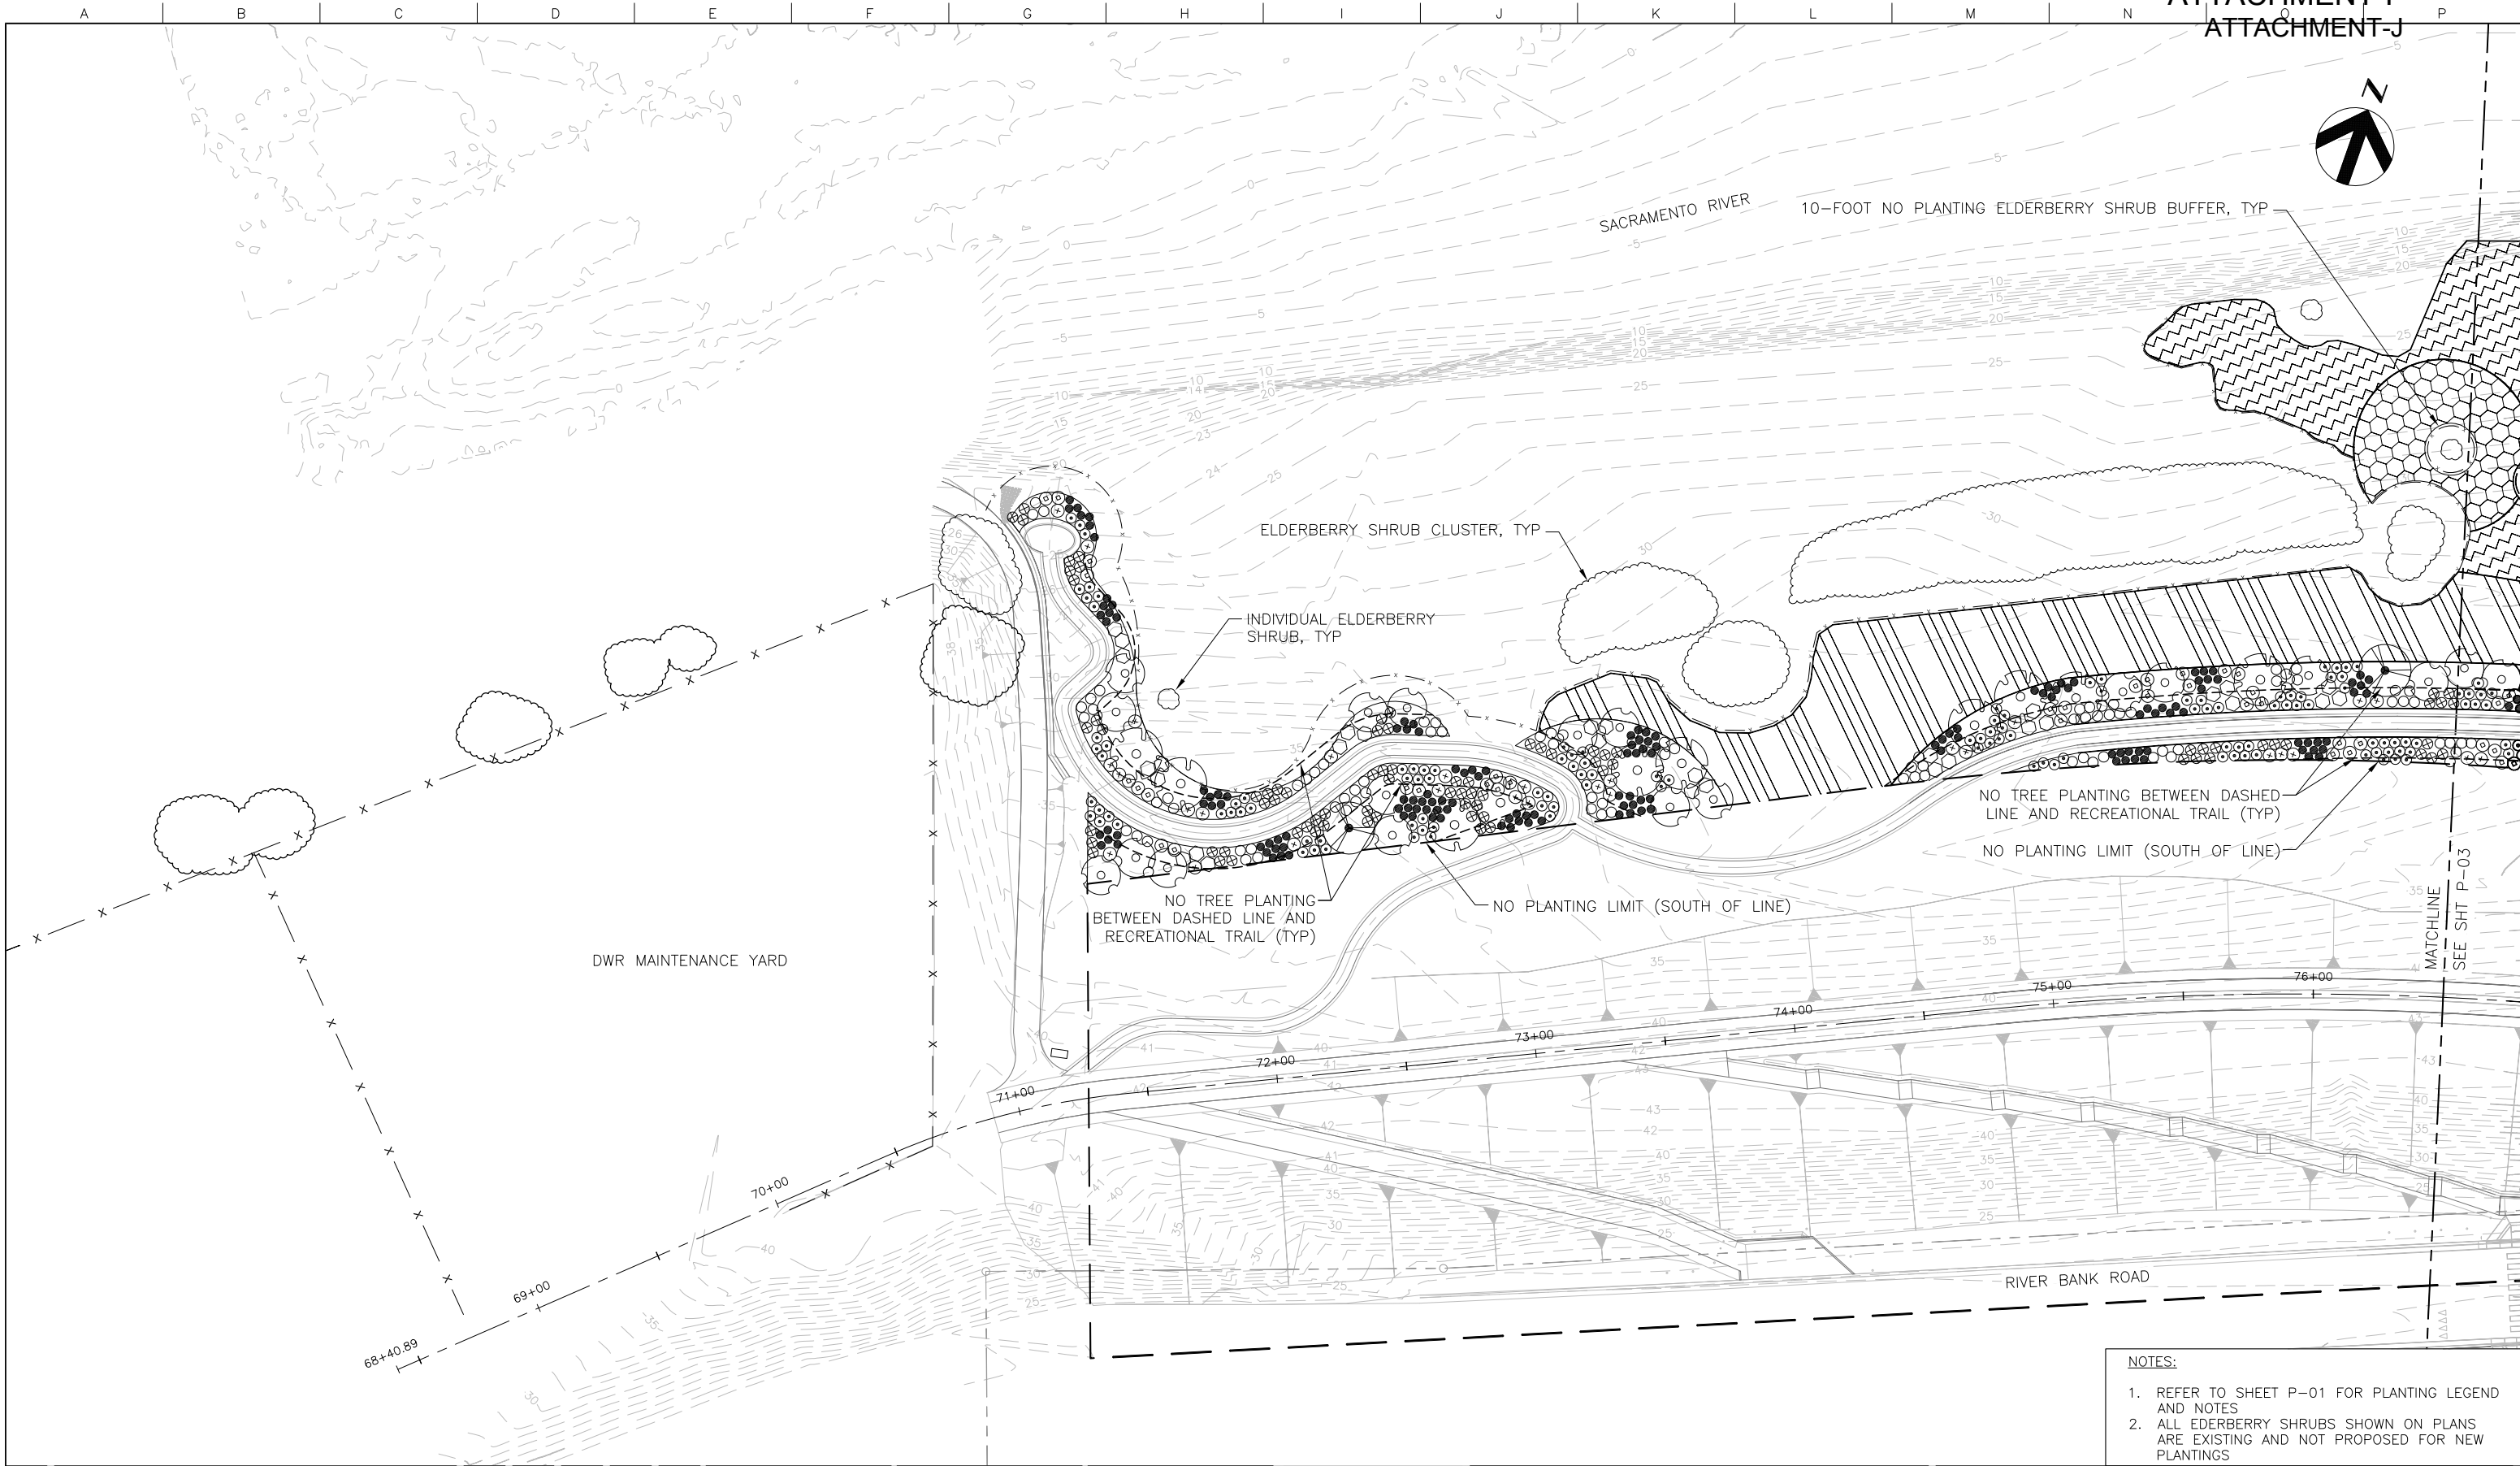 A B C D E F G H I J K L M N O P
ATTACHMENT-J
N
SACRAMENTO RIVER
10-FOOT NO PLANTING ELDERBERRY SHRUB BUFFER, TYP
ELDERBERRY SHRUB CLUSTER, TYP
INDIVIDUAL ELDERBERRY
SHRUB, TYP
NO TREE PLANTING BETWEEN DASHED
LINE AND RECREATIONAL TRAIL (TYP)
NO PLANTING LIMIT (SOUTH OF LINE)
NO TREE PLANTING
BETWEEN DASHED LINE AND
RECREATIONAL TRAIL (TYP)
NO PLANTING LIMIT (SOUTH OF LINE)
DWR MAINTENANCE YARD
MATCHLINE
SEE SHT P-03
68+40.89
69+00
70+00
71+00
72+00
73+00
74+00
75+00
76+00
RIVER BANK ROAD
NOTES:
1. REFER TO SHEET P-01 FOR PLANTING LEGEND
AND NOTES
2. ALL EDERBERRY SHRUBS SHOWN ON PLANS
ARE EXISTING AND NOT PROPOSED FOR NEW
PLANTINGS